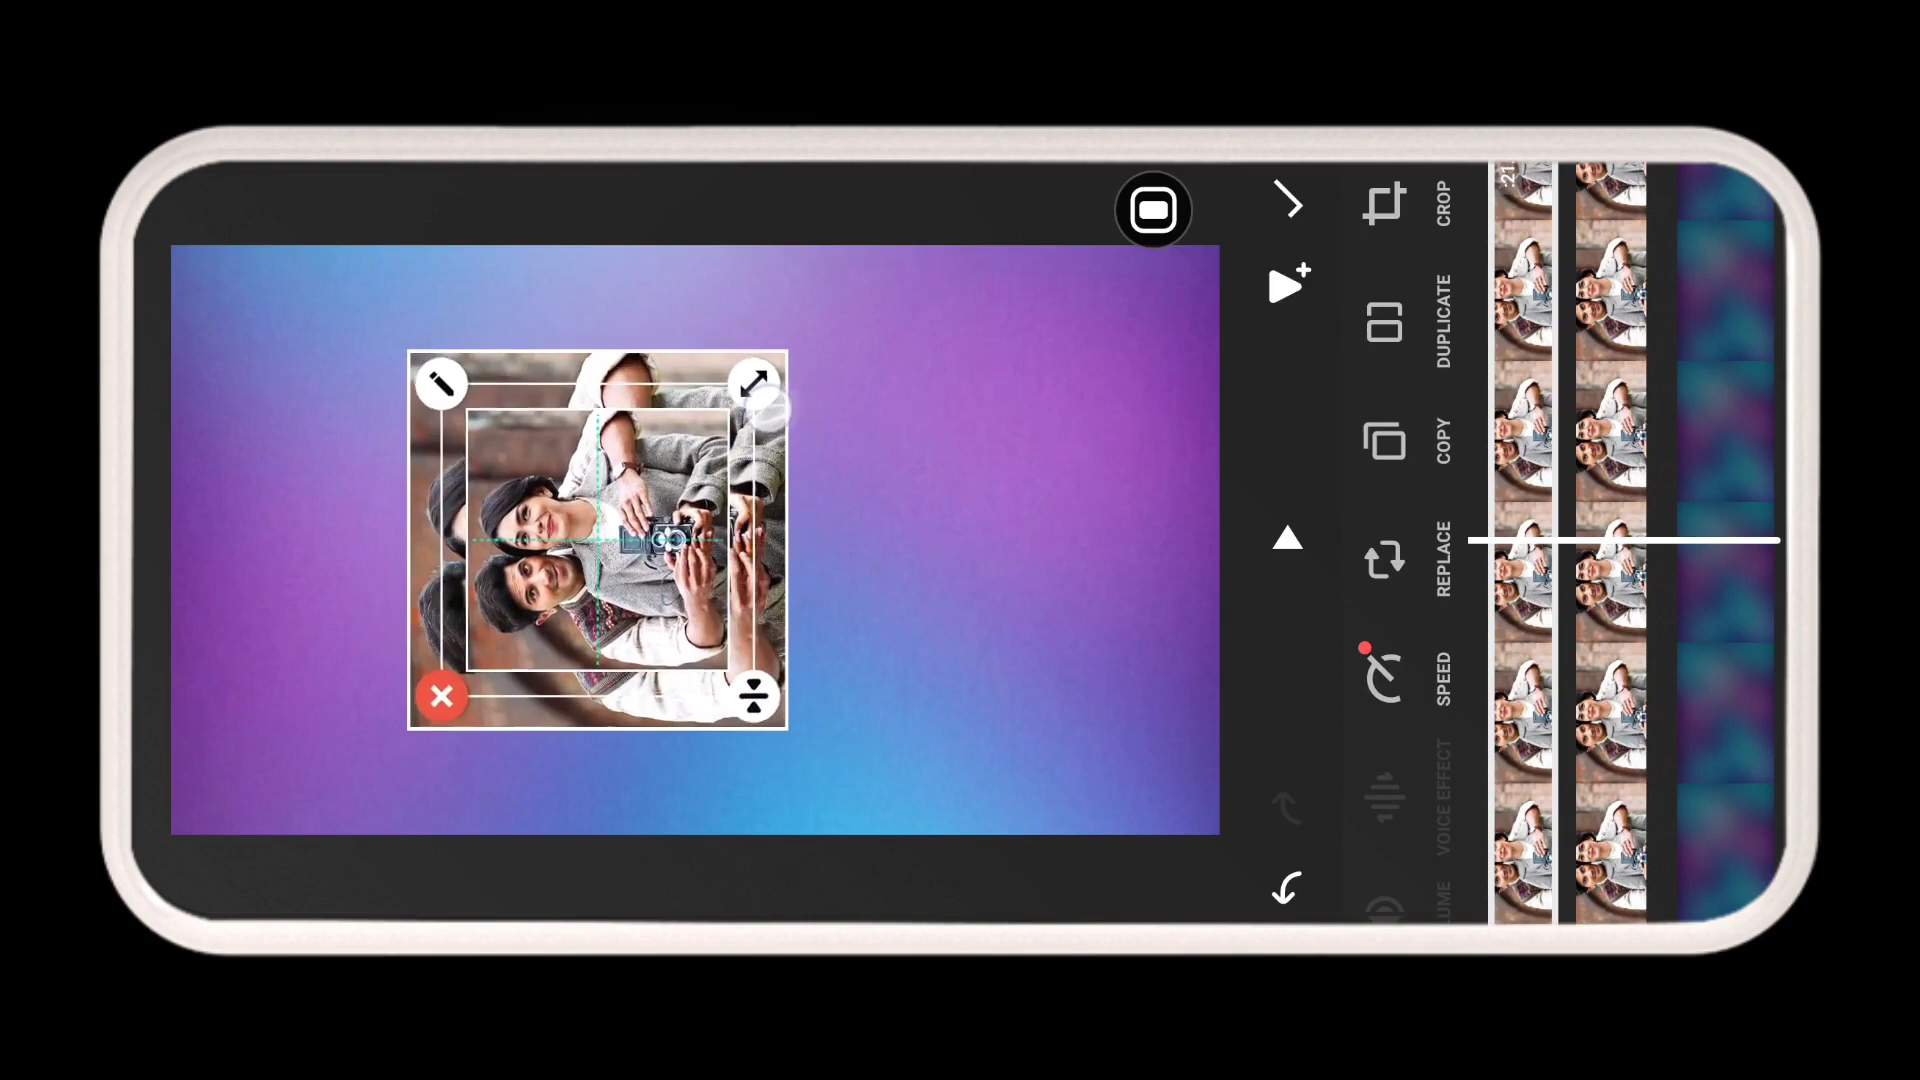 CROP
DUPLICATE
COPY
REPLACE
SPEED
VOICE EFFECT